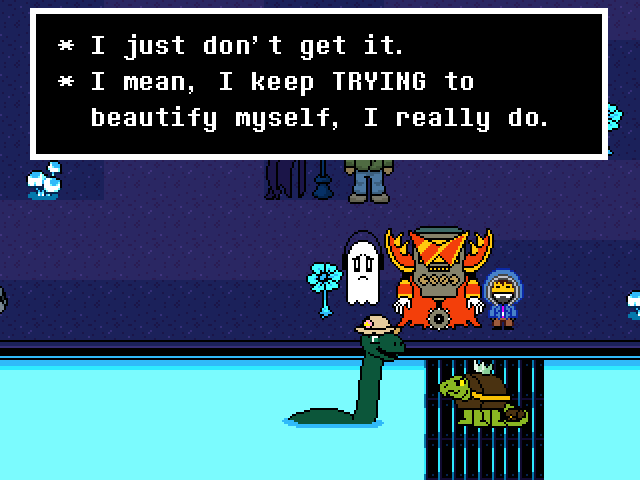 * I just don't get it.
* I mean, I keep TRYING to
beautify myself, I really do.